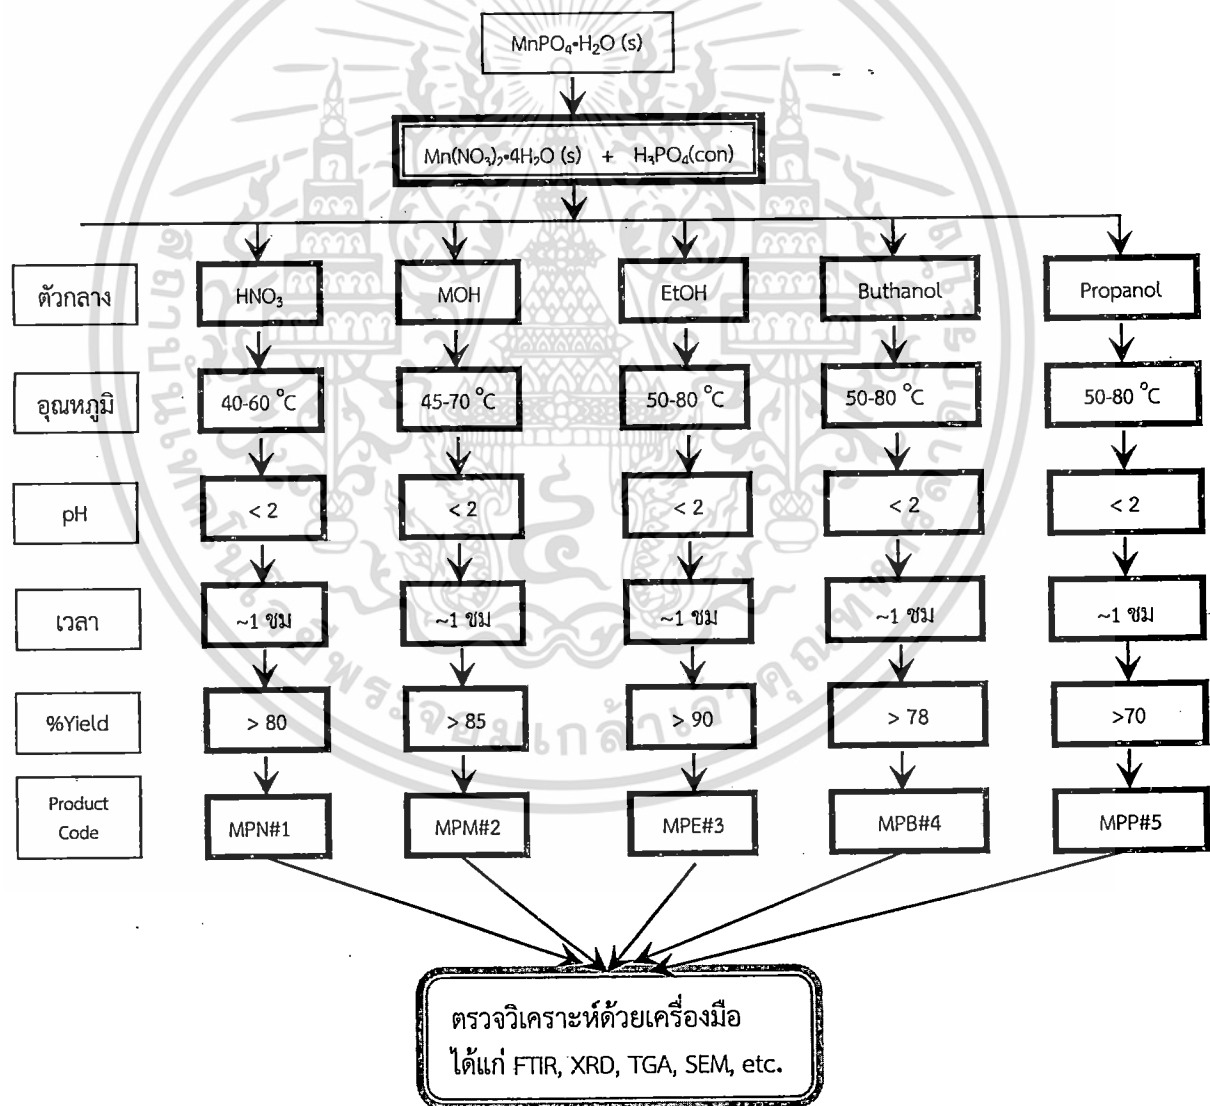 MnPO₄•H₂O (s)
Mn(NO₃)₂•4H₂O (s) + H₃PO₄(con)
ตัวกลาง HNO₃ MOH EtOH Buthanol Propanol
อุณหภูมิ 40-60 °C 45-70 °C 50-80 °C 50-80 °C 50-80 °C
pH < 2 < 2 < 2 < 2 < 2
เวลา ~1 ชม ~1 ชม ~1 ชม ~1 ชม ~1 ชม
%Yield > 80 > 85 > 90 > 78 >70
Product
Code MPN#1 MPM#2 MPE#3 MPB#4 MPP#5
ตรวจวิเคราะห์ด้วยเครื่องมือ
ได้แก่ FTIR, XRD, TGA, SEM, etc.